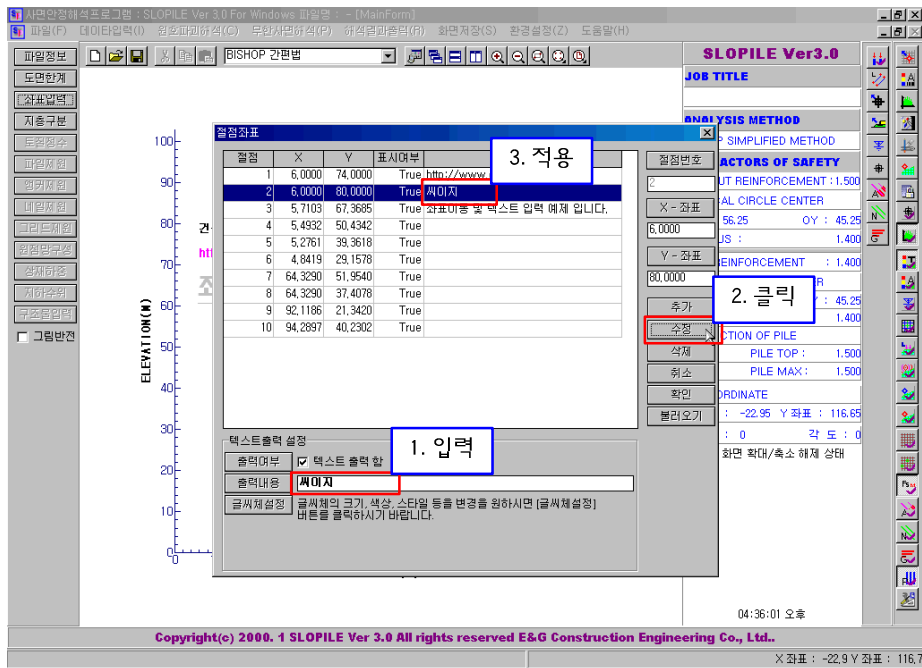 사면안정해석프로그램 : SLOPILE Ver 3.0 For Windows 파일명 : - [MainForm]
파일(F) 데이타입력(I) 원호파괴해석(C) 무한사면해석(P) 해석결과출력(R) 화면저장(S) 환경설정(Z) 도움말(H)
파일정보
BISHOP 간편법
SLOPILE Ver3.0
도면한계
JOB TITLE
좌표입력
지층구분
절점좌표
ANALYSIS METHOD
토질정수
100
절점 X Y 표시여부
3. 적용
절점번호
P SIMPLIFIED METHOD
파일제원
1 6,0000 74,0000 True http://www.
FACTORS OF SAFETY
앵커제원
90
2 6,0000 80,0000 True 씨이지
2
UT REINFORCEMENT : 1.500
네일제원
3 5,7103 67,3685 True 좌표이동 및 텍스트 입력 예제 입니다.
X - 좌표
AL CIRCLE CENTER
그리드제원
80
4 5,4932 50,4342 True
6,0000
56.25 OY : 45.25
원점망구성
5 5,2761 39,3618 True
US : 1.400
상재하중
70
6 4,8419 29,1578 True
Y - 좌표
REINFORCEMENT : 1.400
지하수위
7 64,3290 51,9540 True
80,0000
구조물입력
60
8 64,3290 37,4078 True
2. 클릭
: 45.25
그림반전
9 92,1186 21,3420 True
추가
1.400
10 94,2897 40,2302 True
수정
CTION OF PILE
ELEVATION(M)
50
삭제
PILE TOP : 1.500
취소
PILE MAX : 1.500
40
확인
ORDINATE
불러오기
: -22.95 Y 좌표 : 116.65
30
텍스트출력 설정
1. 입력
: 0 각 도 : 0
출력여부 텍스트 출력 함
화면 확대/축소 해제 상태
20
출력내용 씨이지
글씨체설정 글씨체의 크기, 색상, 스타일 등을 변경을 원하시면 [글씨체설정]
10
버튼를 클릭하시기 바랍니다.
0
0
04:36:01 오후
Copyright(c) 2000. 1 SLOPILE Ver 3.0 All rights reserved E&G Construction Engineering Co., Ltd..
X 좌표 : -22,9 Y 좌표 : 116,7